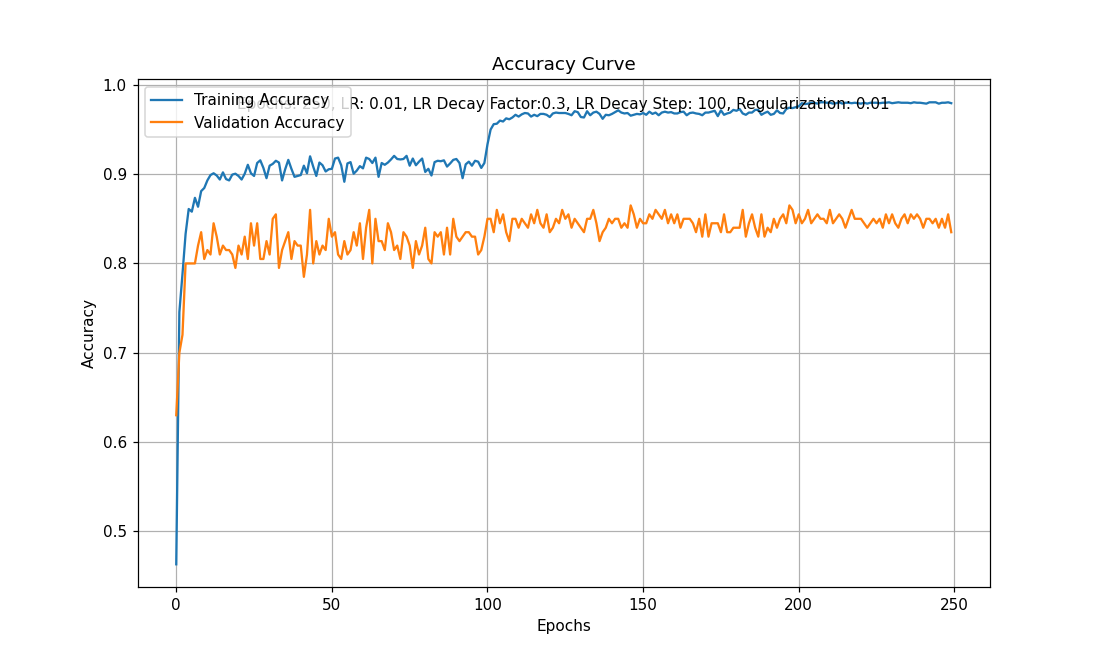 Accuracy Curve
Epochs: 250, LR: 0.01, LR Decay Factor:0.3, LR Decay Step: 100, Regularization: 0.01
Training Accuracy
Validation Accuracy
1.0
0.9
0.8
0.7
0.6
0.5
Accuracy
0
50
100
150
200
250
Epochs